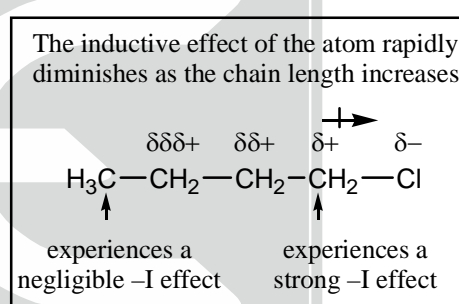 The inductive effect of the atom rapidly
diminishes as the chain length increases
δδδ+ δδ+ δ+ δ−
H₃C—CH₂—CH₂—CH₂—Cl
experiences a experiences a
negligible –I effect strong –I effect